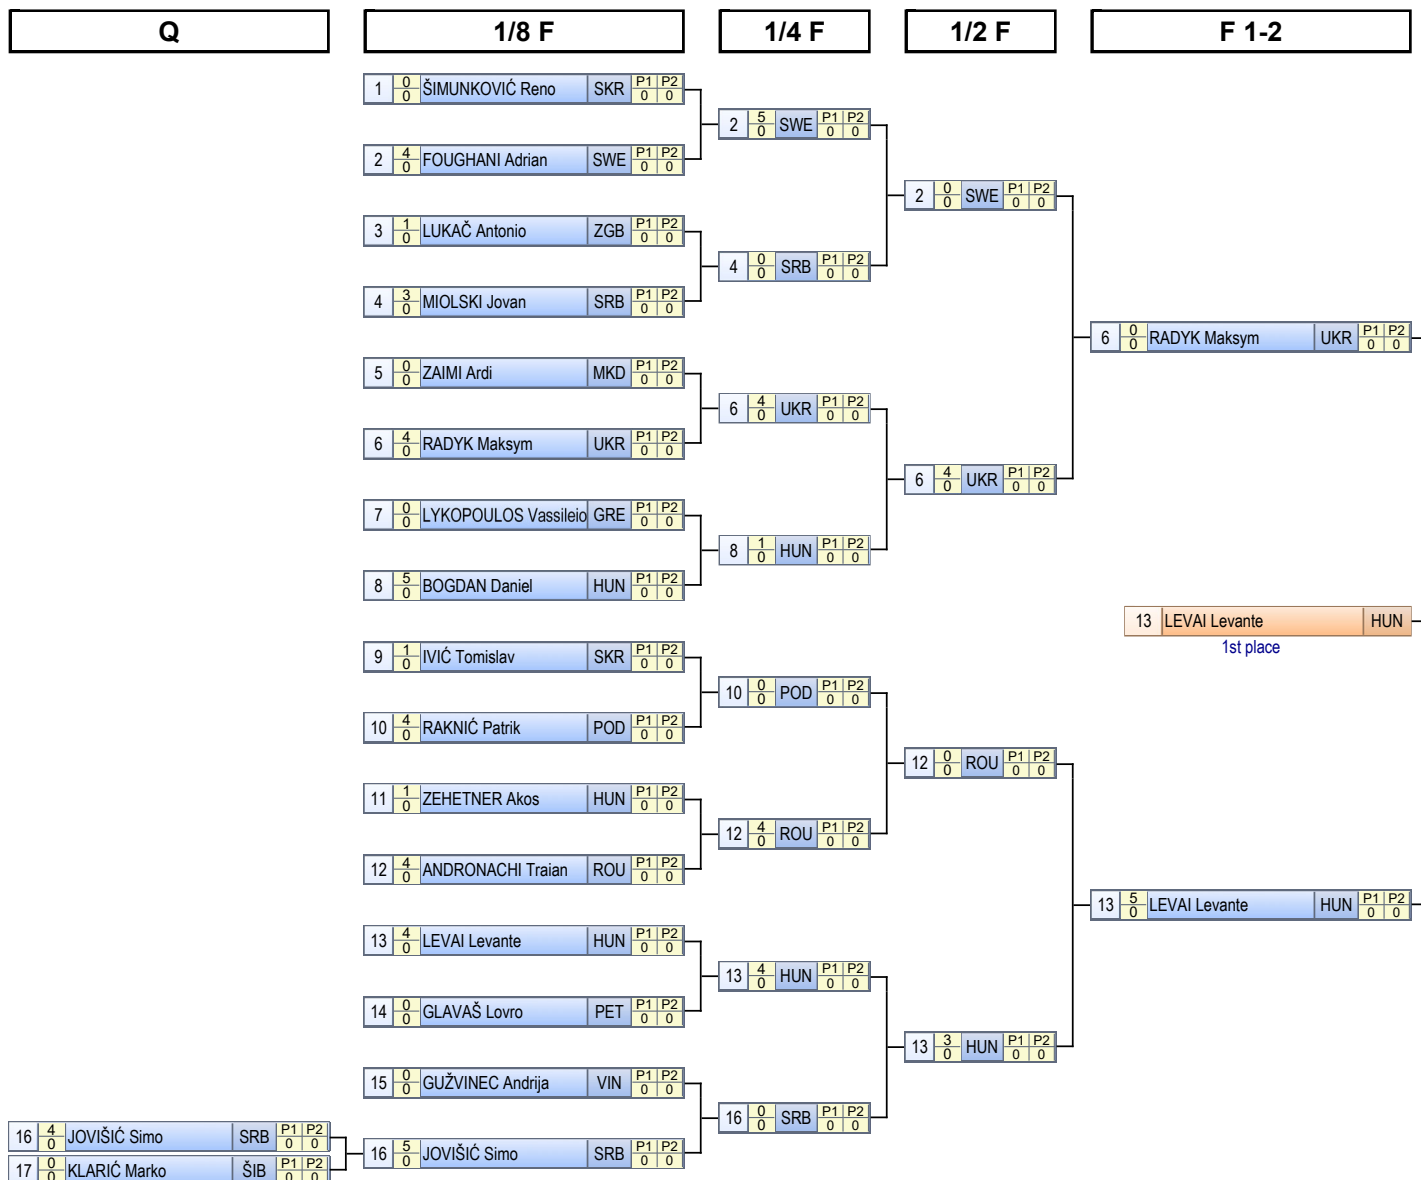 Q 1/8 F 1/4 F 1/2 F F 1-2
1 0 0 ŠIMUNKOVIĆ Reno SKR P1 P2 0 0
2 5 0 SWE P1 P2 0 0
2 4 0 FOUGHANI Adrian SWE P1 P2 0 0
2 0 0 SWE P1 P2 0 0
3 1 0 LUKAČ Antonio ZGB P1 P2 0 0
4 0 0 SRB P1 P2 0 0
4 3 0 MIOLSKI Jovan SRB P1 P2 0 0
6 0 0 RADYK Maksym UKR P1 P2 0 0
5 0 0 ZAIMI Ardi MKD P1 P2 0 0
6 4 0 UKR P1 P2 0 0
6 4 0 RADYK Maksym UKR P1 P2 0 0
6 4 0 UKR P1 P2 0 0
7 0 0 LYKOPOULOS Vassileio GRE P1 P2 0 0
8 1 0 HUN P1 P2 0 0
8 5 0 BOGDAN Daniel HUN P1 P2 0 0
13 LEVAI Levante HUN
1st place
9 1 0 IVIĆ Tomislav SKR P1 P2 0 0
10 0 0 POD P1 P2 0 0
10 4 0 RAKNIĆ Patrik POD P1 P2 0 0
12 0 0 ROU P1 P2 0 0
11 1 0 ZEHETNER Akos HUN P1 P2 0 0
12 4 0 ROU P1 P2 0 0
12 4 0 ANDRONACHI Traian ROU P1 P2 0 0
13 5 0 LEVAI Levante HUN P1 P2 0 0
13 4 0 LEVAI Levante HUN P1 P2 0 0
13 4 0 HUN P1 P2 0 0
14 0 0 GLAVAŠ Lovro PET P1 P2 0 0
13 3 0 HUN P1 P2 0 0
15 0 0 GUŽVINEC Andrija VIN P1 P2 0 0
16 0 0 SRB P1 P2 0 0
16 4 0 JOVIŠIĆ Simo SRB P1 P2 0 0
16 5 0 JOVIŠIĆ Simo SRB P1 P2 0 0
17 0 0 KLARIĆ Marko ŠIB P1 P2 0 0